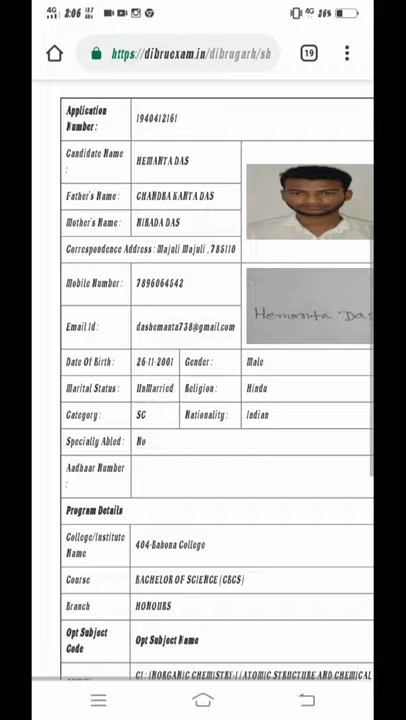 4G 2:06 4G 26%
https://dibruexam.in/dibrugarh/sh 19
Application Number: 1940412161
Candidate Name : HEMANTA DAS
Father's Name: CHANDRA KANTA DAS
Mother's Name: NIRADA DAS
Correspondence Address: Majuli Majuli , 785110
Mobile Number: 7896064542
Hemanta Das
Email Id: dashemanta738@gmail.com
Date Of Birth: 26-11-2001 Gender: Male
Marital Status: UnMarried Religion: Hindu
Category: SC Nationality: Indian
Specially Abled: No
Aadhaar Number :
Program Details
College/Institute Name 404-Bahona College
Course BACHELOR OF SCIENCE (CBCS)
Branch HONOURS
Opt Subject Code Opt Subject Name
C1 : INORGANIC CHEMISTRY-I (ATOMIC STRUCTURE AND CHEMICAL